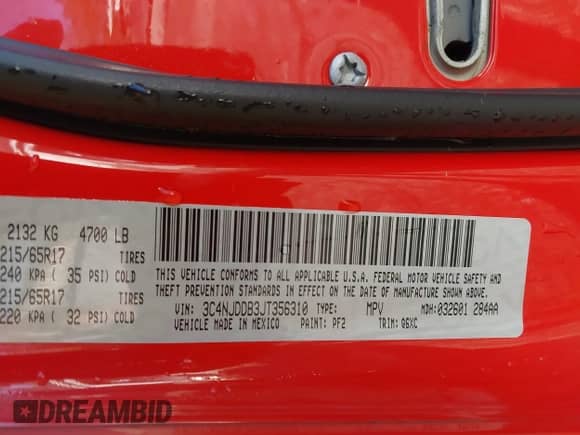 2132 KG 4700 LB
215/65R17 TIRES
240 KPA ( 35 PSI) COLD
215/65R17 TIRES
220 KPA ( 32 PSI) COLD
THIS VEHICLE CONFORMS TO ALL APPLICABLE U.S.A. FEDERAL MOTOR VEHICLE SAFETY AND
THEFT PREVENTION STANDARDS IN EFFECT ON THE DATE OF MANUFACTURE SHOWN ABOVE.
VIN: 3C4NJDDB3JT356310 TYPE: MPV MDH: 032601 284AA
VEHICLE MADE IN MEXICO PAINT: PF2 TRIM: Q6XC
DREAMBID